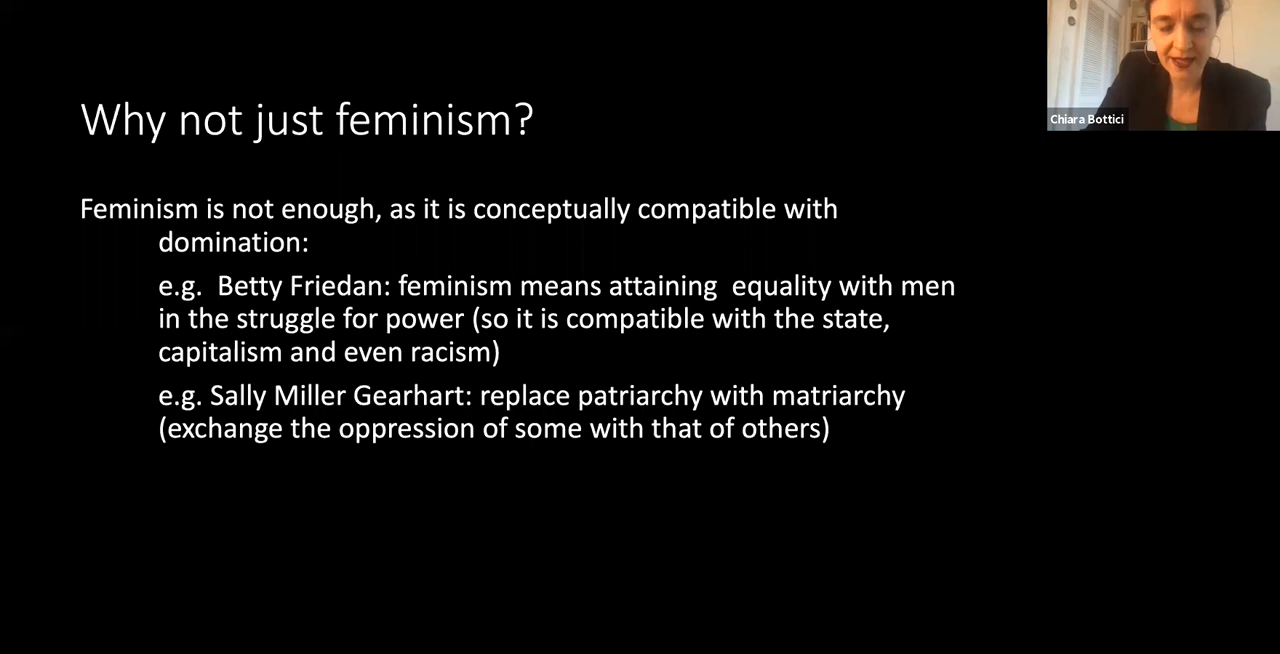 Why not just feminism?
Feminism is not enough, as it is conceptually compatible with
domination:
e.g.  Betty Friedan: feminism means attaining  equality with men
in the struggle for power (so it is compatible with the state,
capitalism and even racism)
e.g. Sally Miller Gearhart: replace patriarchy with matriarchy
(exchange the oppression of some with that of others)
Chiara Bottici